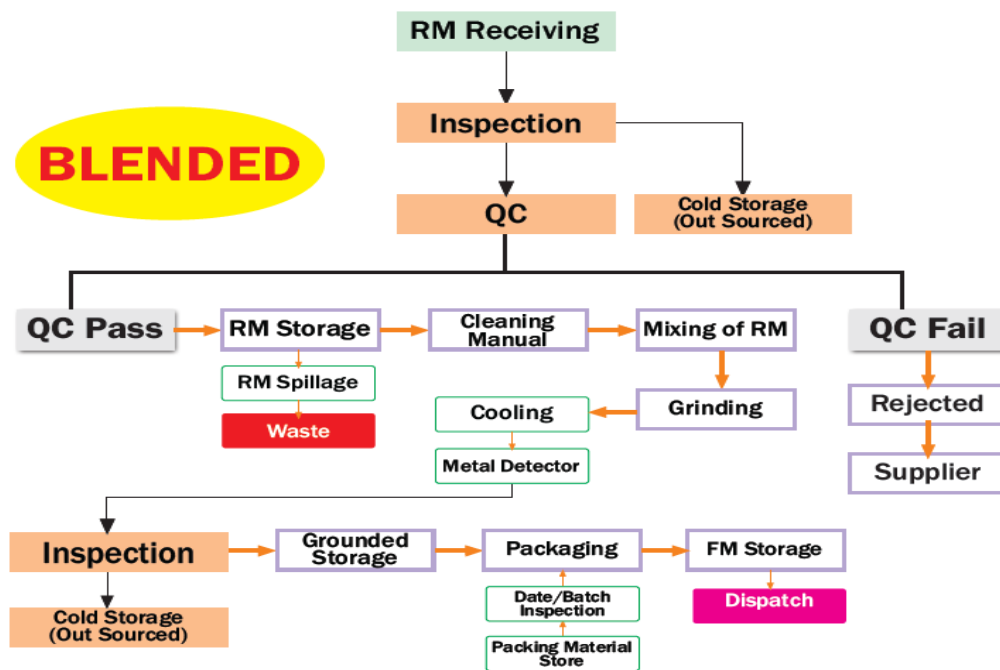 RM Receiving
Inspection
BLENDED
QC
Cold Storage
(Out Sourced)
QC Pass
RM Storage
Cleaning
Manual
Mixing of RM
QC Fail
RM Spillage
Waste
Cooling
Grinding
Rejected
Metal Detector
Supplier
Inspection
Grounded
Storage
Packaging
FM Storage
Cold Storage
(Out Sourced)
Date/Batch
Inspection
Dispatch
Packing Material
Store